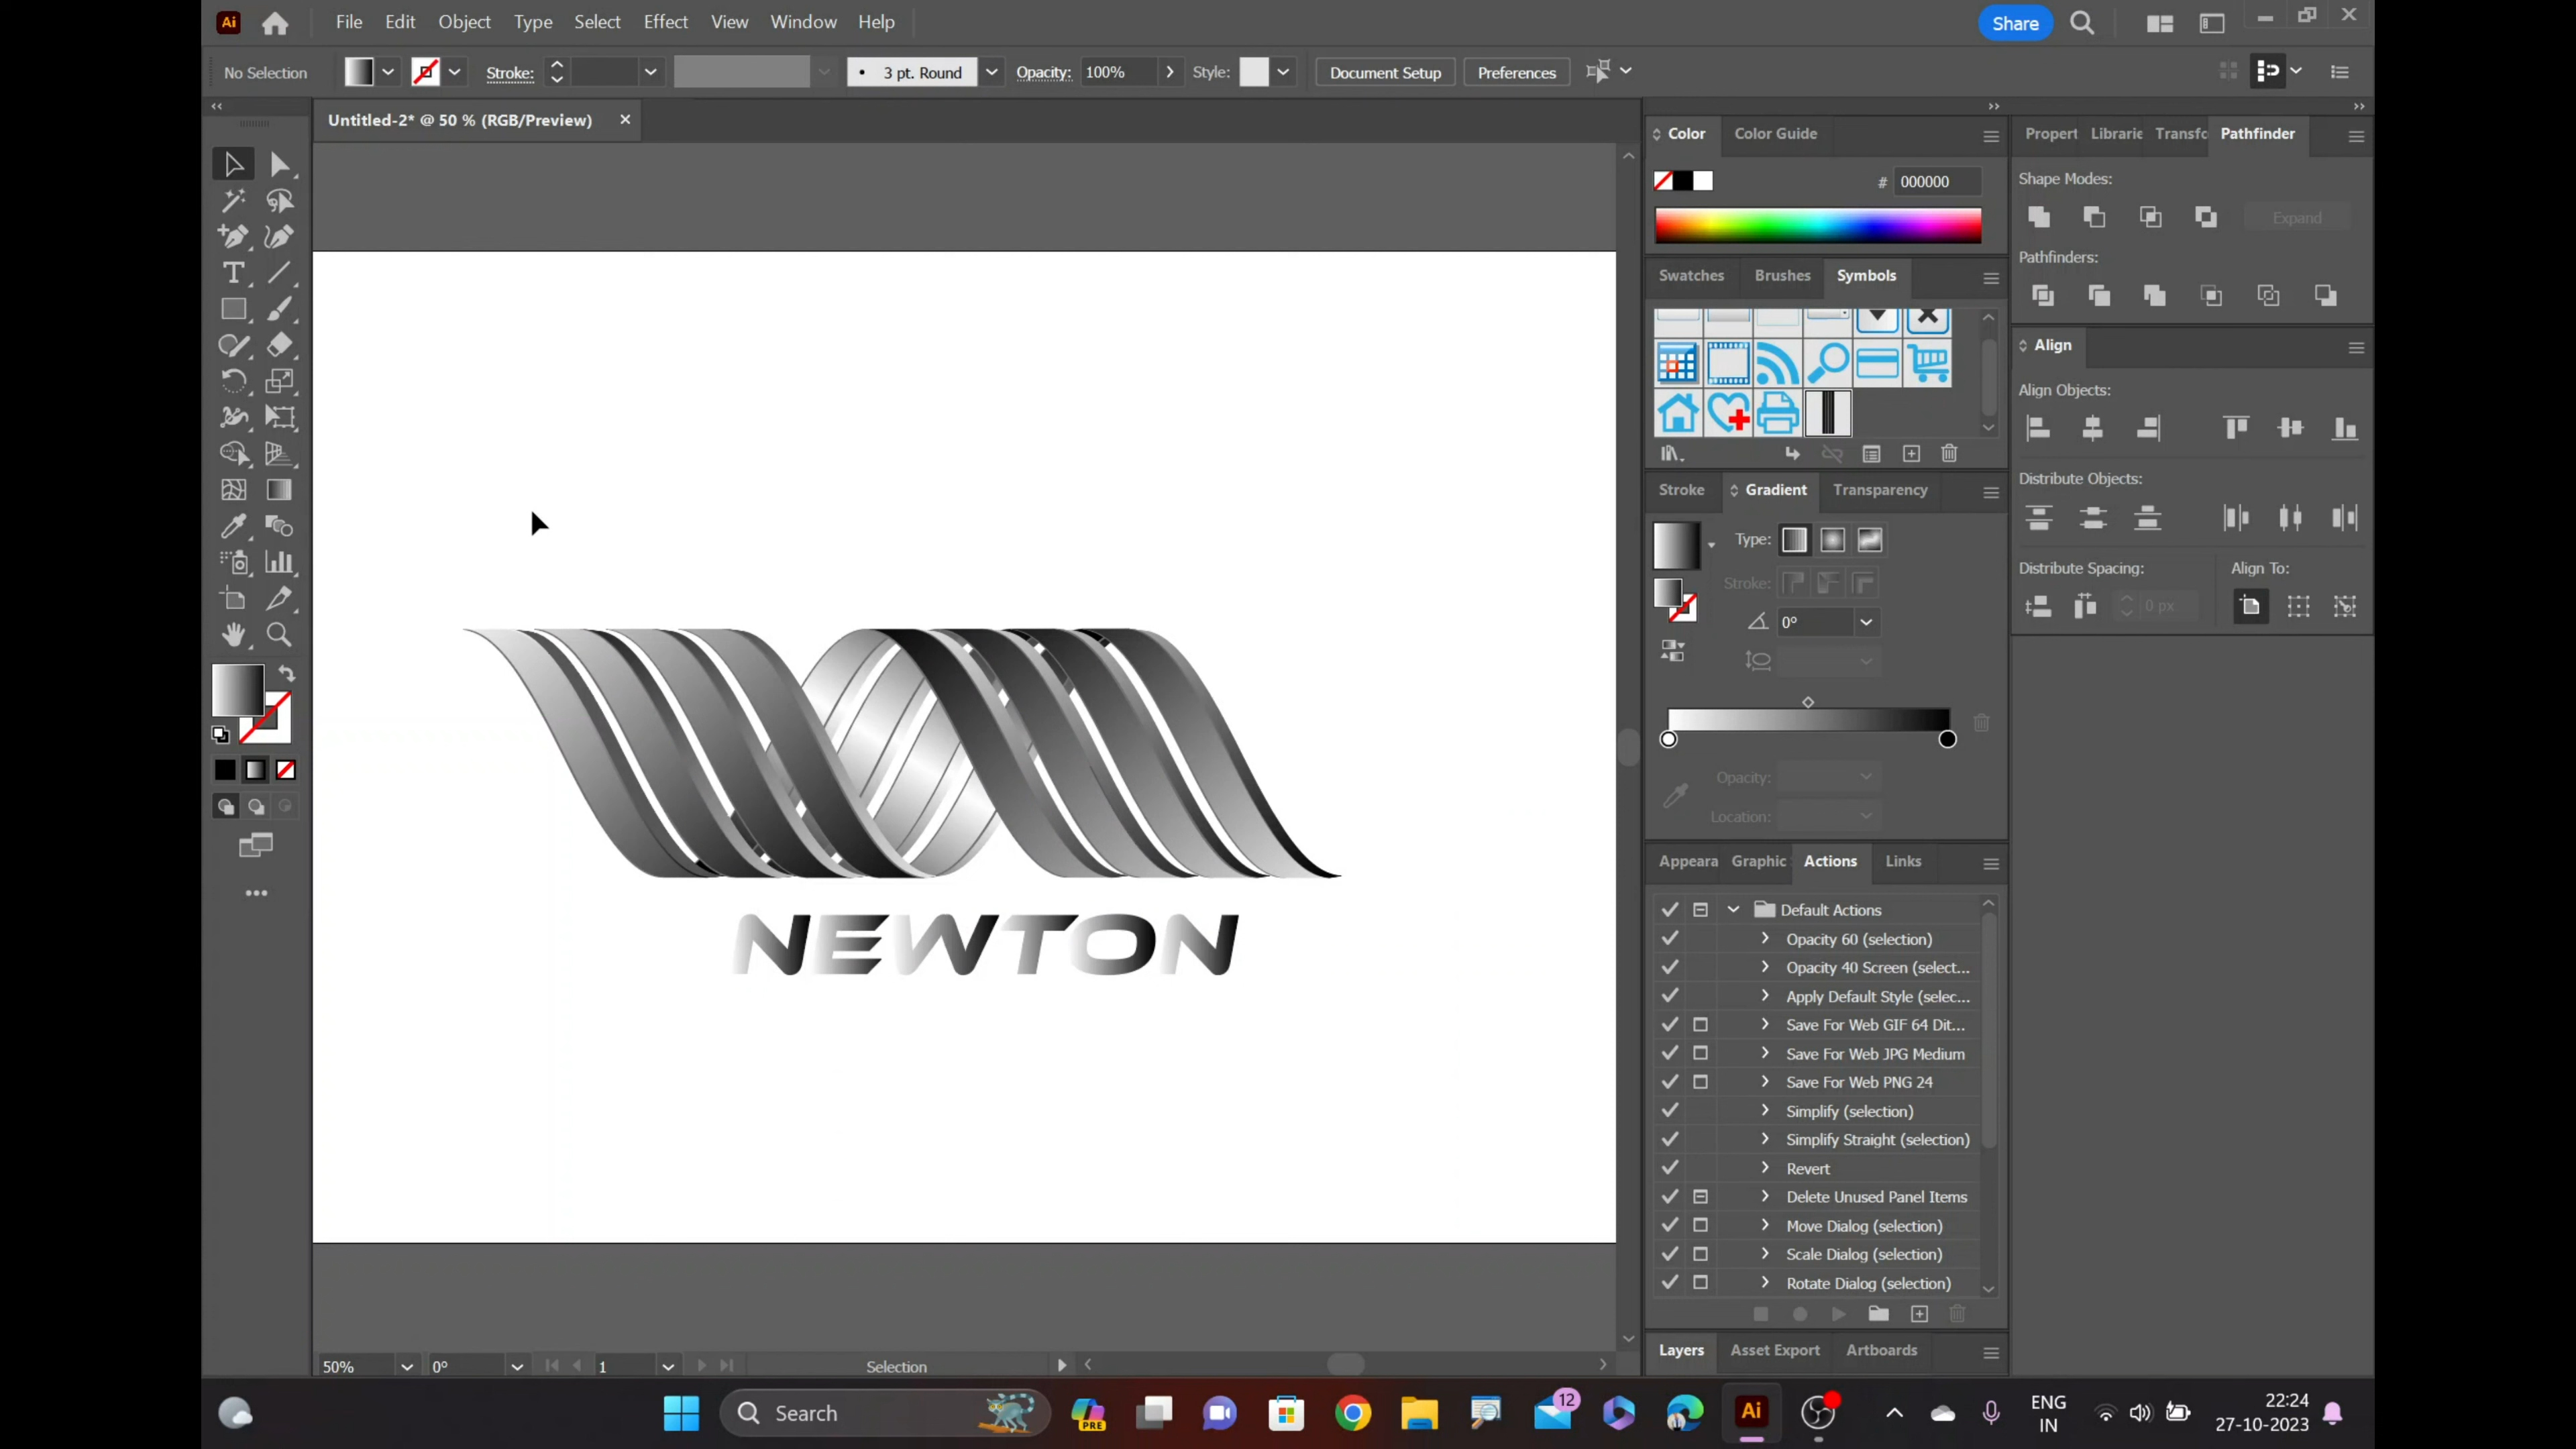 Ai File Edit Object Type Select Effect View Window Help Share
No Selection Stroke: 3 pt. Round Opacity: 100% Style: Document Setup Preferences
Untitled-2* @ 50 % (RGB/Preview)
Color Color Guide
# 000000
Swatches Brushes Symbols
Stroke Gradient Transparency
Type:
Stroke:
0°
Opacity:
Location:
Appeara Graphic Actions Links
Default Actions
Opacity 60 (selection)
Opacity 40 Screen (select...
Apply Default Style (selec...
Save For Web GIF 64 Dit...
Save For Web JPG Medium
Save For Web PNG 24
Simplify (selection)
Simplify Straight (selection)
Revert
Delete Unused Panel Items
Move Dialog (selection)
Scale Dialog (selection)
Rotate Dialog (selection)
Layers Asset Export Artboards
Propert Librarie Transfo Pathfinder
Shape Modes:
Expand
Pathfinders:
Align
Align Objects:
Distribute Objects:
Distribute Spacing: Align To:
0 px
NEWTON
50% 0° 1 Selection
Search
PRE
12
Ai
ENG
IN
22:24
27-10-2023